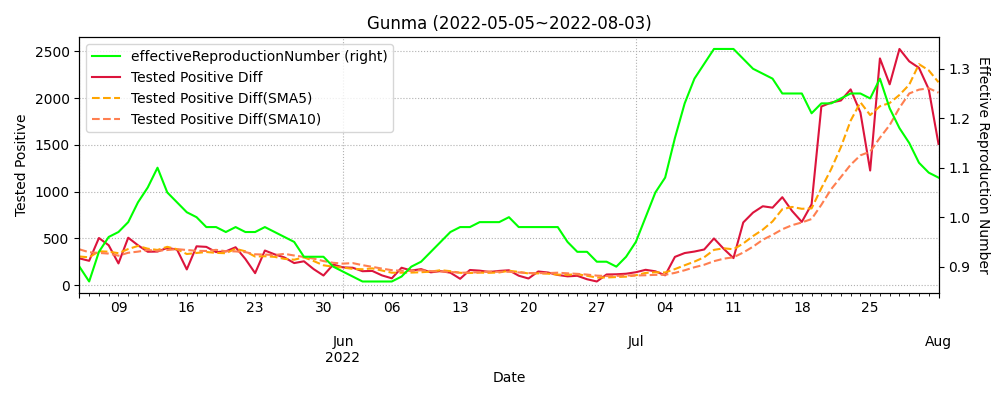 Gunma (2022-05-05~2022-08-03)
effectiveReproductionNumber (right)
Tested Positive Diff
Tested Positive Diff(SMA5)
Tested Positive Diff(SMA10)
Tested Positive
2500
2000
1500
1000
500
0
1.3
1.2
1.1
1.0
0.9
Effective Reproduction Number
09 16 23 30 06 13 20 27 04 11 18 25
Jun Jul Aug
2022
Date